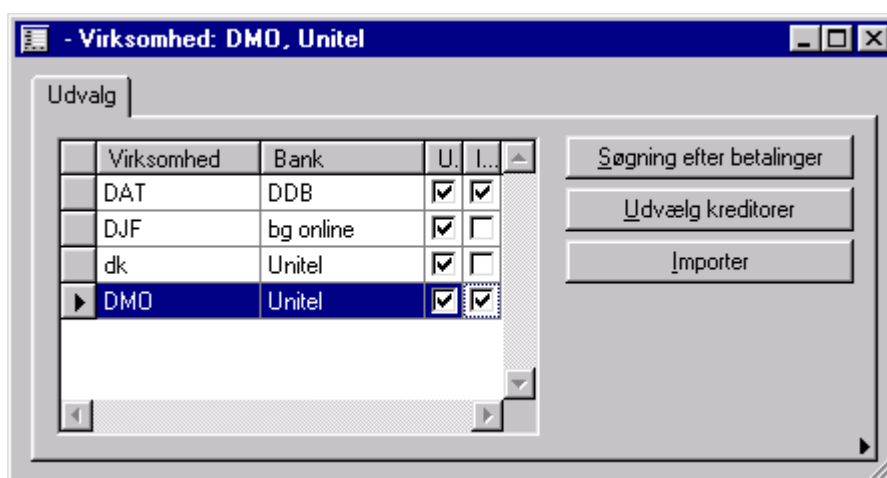 - Virksomhed: DMO, Unitel
Udvalg
Virksomhed Bank U. I...
DAT DDB
DJF bg online
dk Unitel
DMO Unitel
Søgning efter betalinger
Udvælg kreditorer
Importer